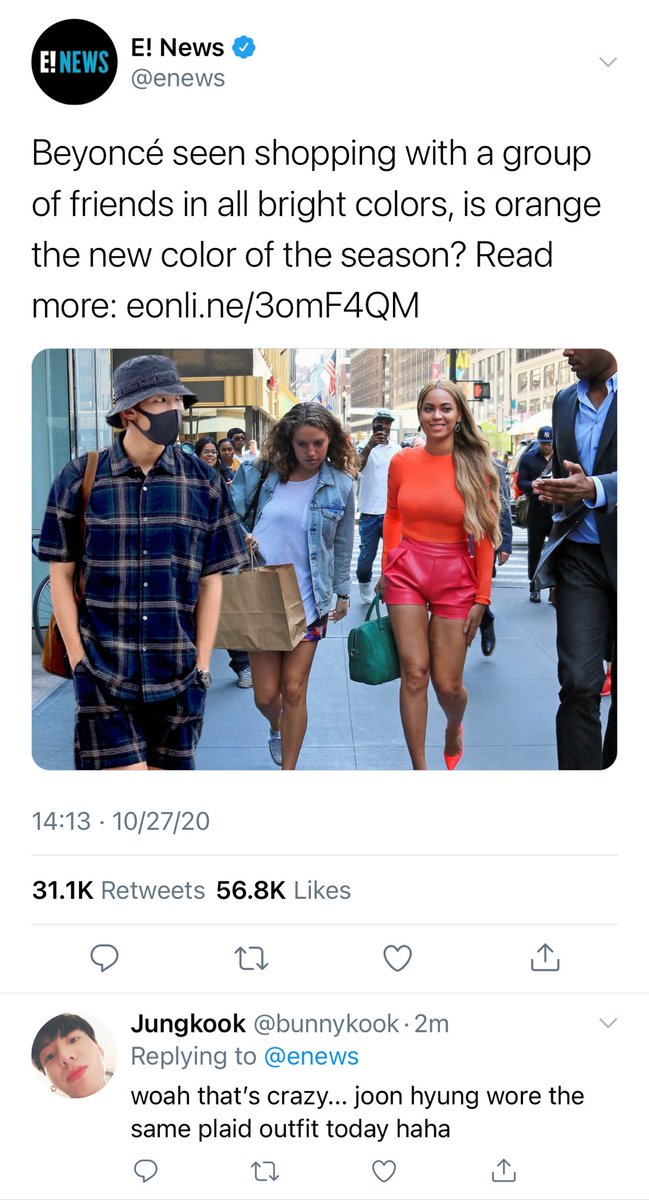 E! NEWS
E! News
@enews
Beyoncé seen shopping with a group
of friends in all bright colors, is orange
the new color of the season? Read
more: eonli.ne/3omF4QM
14:13 · 10/27/20
31.1K Retweets 56.8K Likes
Jungkook @bunnykook · 2m
Replying to @enews
woah that’s crazy... joon hyung wore the
same plaid outfit today haha